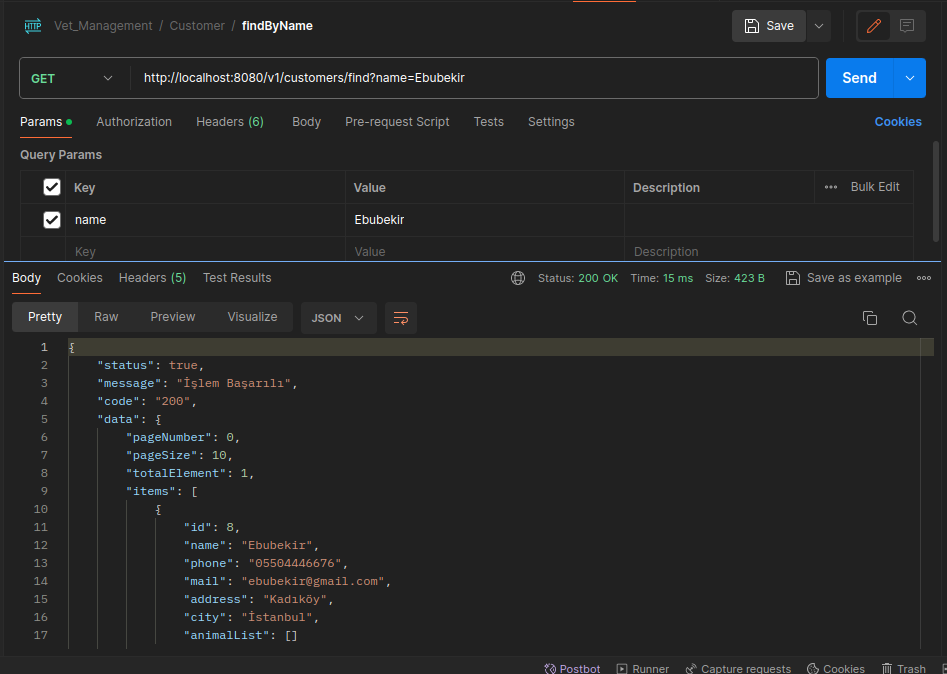 HTTP Vet_Management / Customer / findByName Save
GET http://localhost:8080/v1/customers/find?name=Ebubekir Send
Params Authorization Headers (6) Body Pre-request Script Tests Settings Cookies
Query Params
Key Value Description Bulk Edit
name Ebubekir
Key Value Description
Body Cookies Headers (5) Test Results Status: 200 OK Time: 15 ms Size: 423 B Save as example
Pretty Raw Preview Visualize JSON
1 {
2 "status": true,
3 "message": "İşlem Başarılı",
4 "code": "200",
5 "data": {
6 "pageNumber": 0,
7 "pageSize": 10,
8 "totalElement": 1,
9 "items": [
10 {
11 "id": 8,
12 "name": "Ebubekir",
13 "phone": "05504446676",
14 "mail": "ebubekir@gmail.com",
15 "address": "Kadıköy",
16 "city": "İstanbul",
17 "animalList": []
Postbot Runner Capture requests Cookies Trash